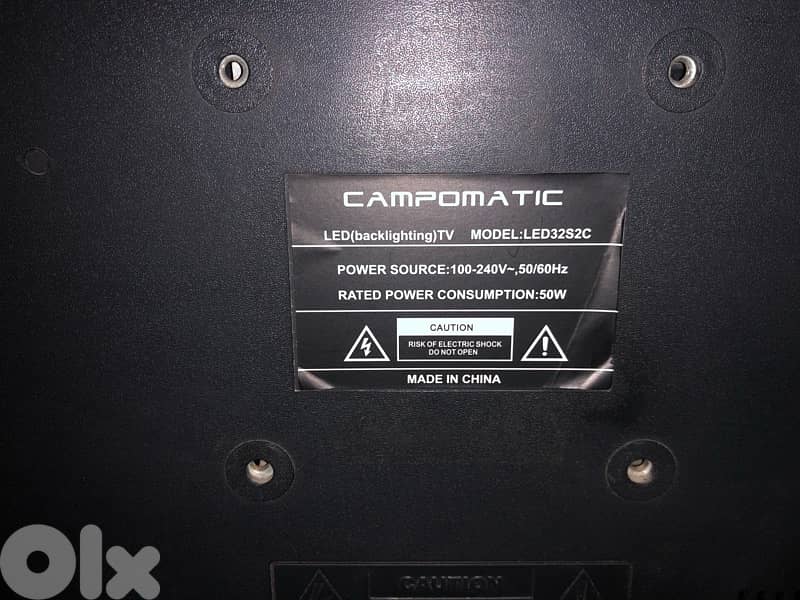 CAMPOMATIC
LED(backlighting)TV MODEL:LED32S2C
POWER SOURCE:100-240V~,50/60Hz
RATED POWER CONSUMPTION:50W
CAUTION
RISK OF ELECTRIC SHOCK
DO NOT OPEN
MADE IN CHINA
CAUTION
Olx